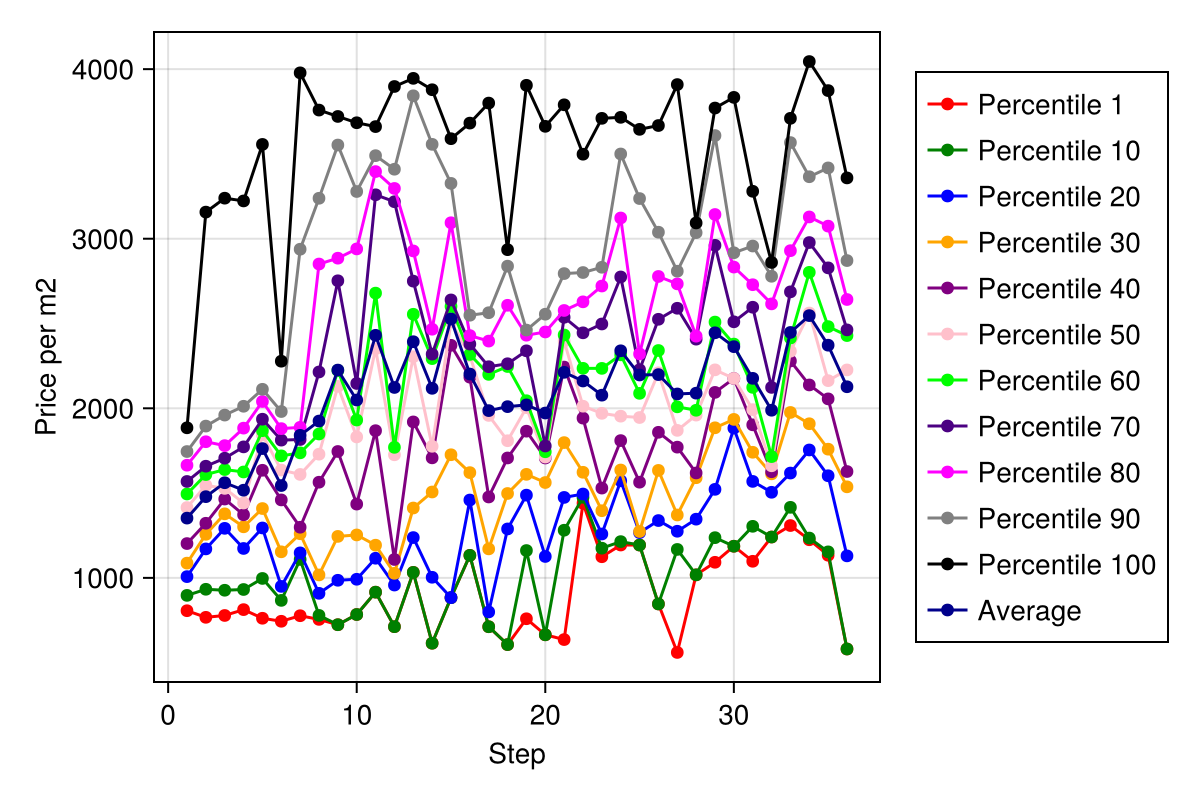 4000
3000
2000
1000
Price per m2
0 10 20 30
Step
Percentile 1
Percentile 10
Percentile 20
Percentile 30
Percentile 40
Percentile 50
Percentile 60
Percentile 70
Percentile 80
Percentile 90
Percentile 100
Average